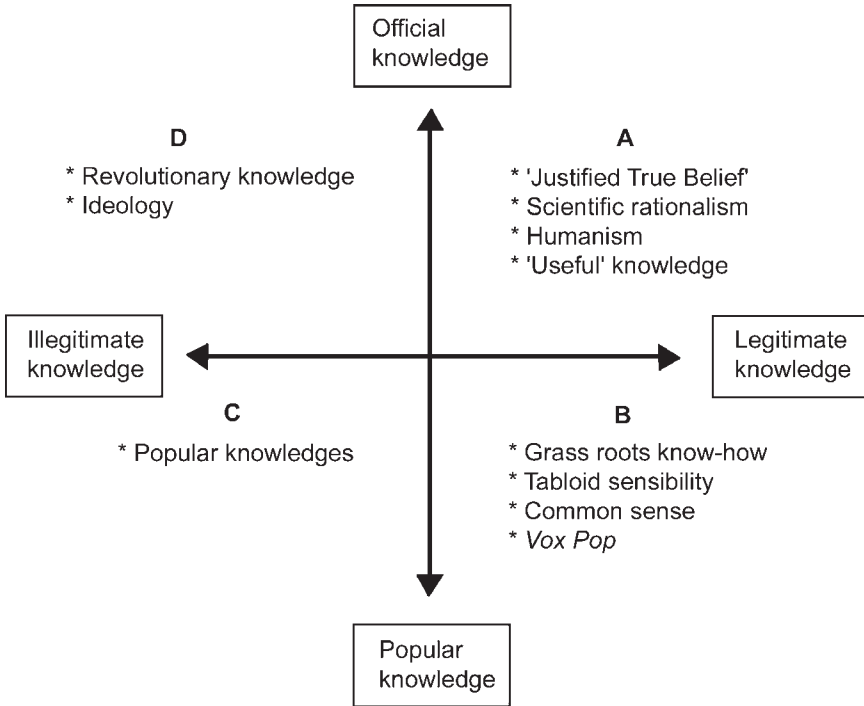 Official
knowledge
D
* Revolutionary knowledge
* Ideology
A
* 'Justified True Belief'
* Scientific rationalism
* Humanism
* 'Useful' knowledge
Illegitimate
knowledge
Legitimate
knowledge
C
* Popular knowledges
B
* Grass roots know-how
* Tabloid sensibility
* Common sense
* Vox Pop
Popular
knowledge